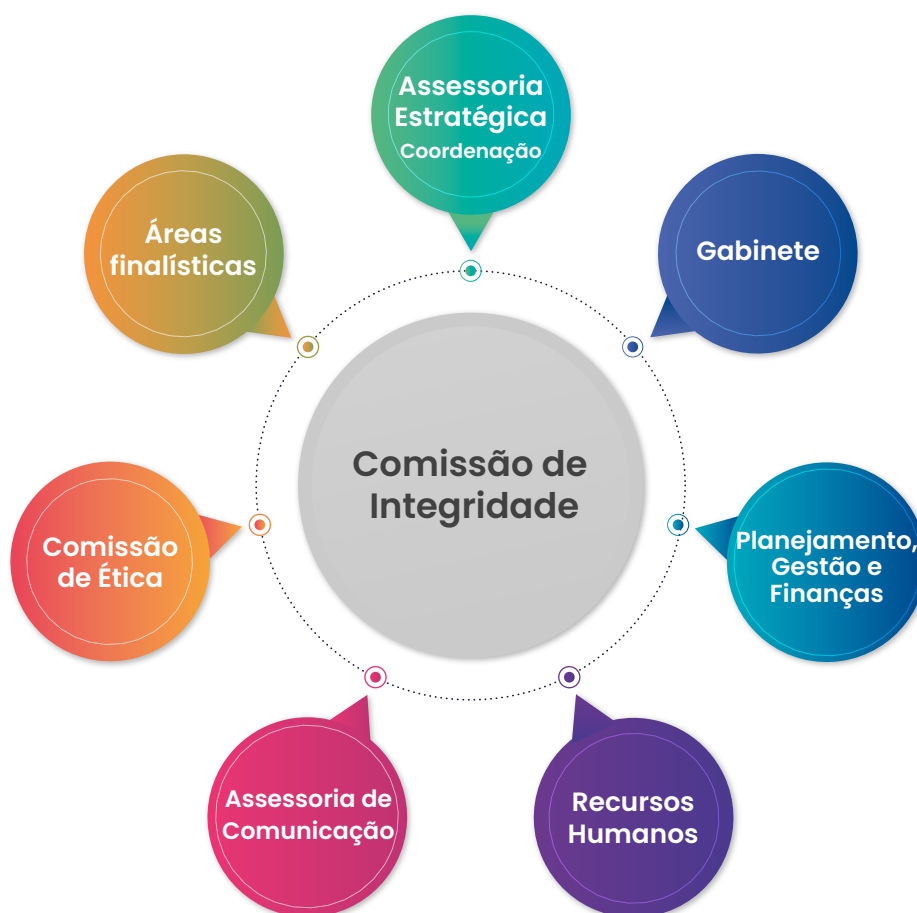 Assessoria
Estratégica
Coordenação
Gabinete
Planejamento,
Gestão e
Finanças
Recursos
Humanos
Assessoria de
Comunicação
Comissão
de Ética
Áreas
finalísticas
Comissão de
Integridade